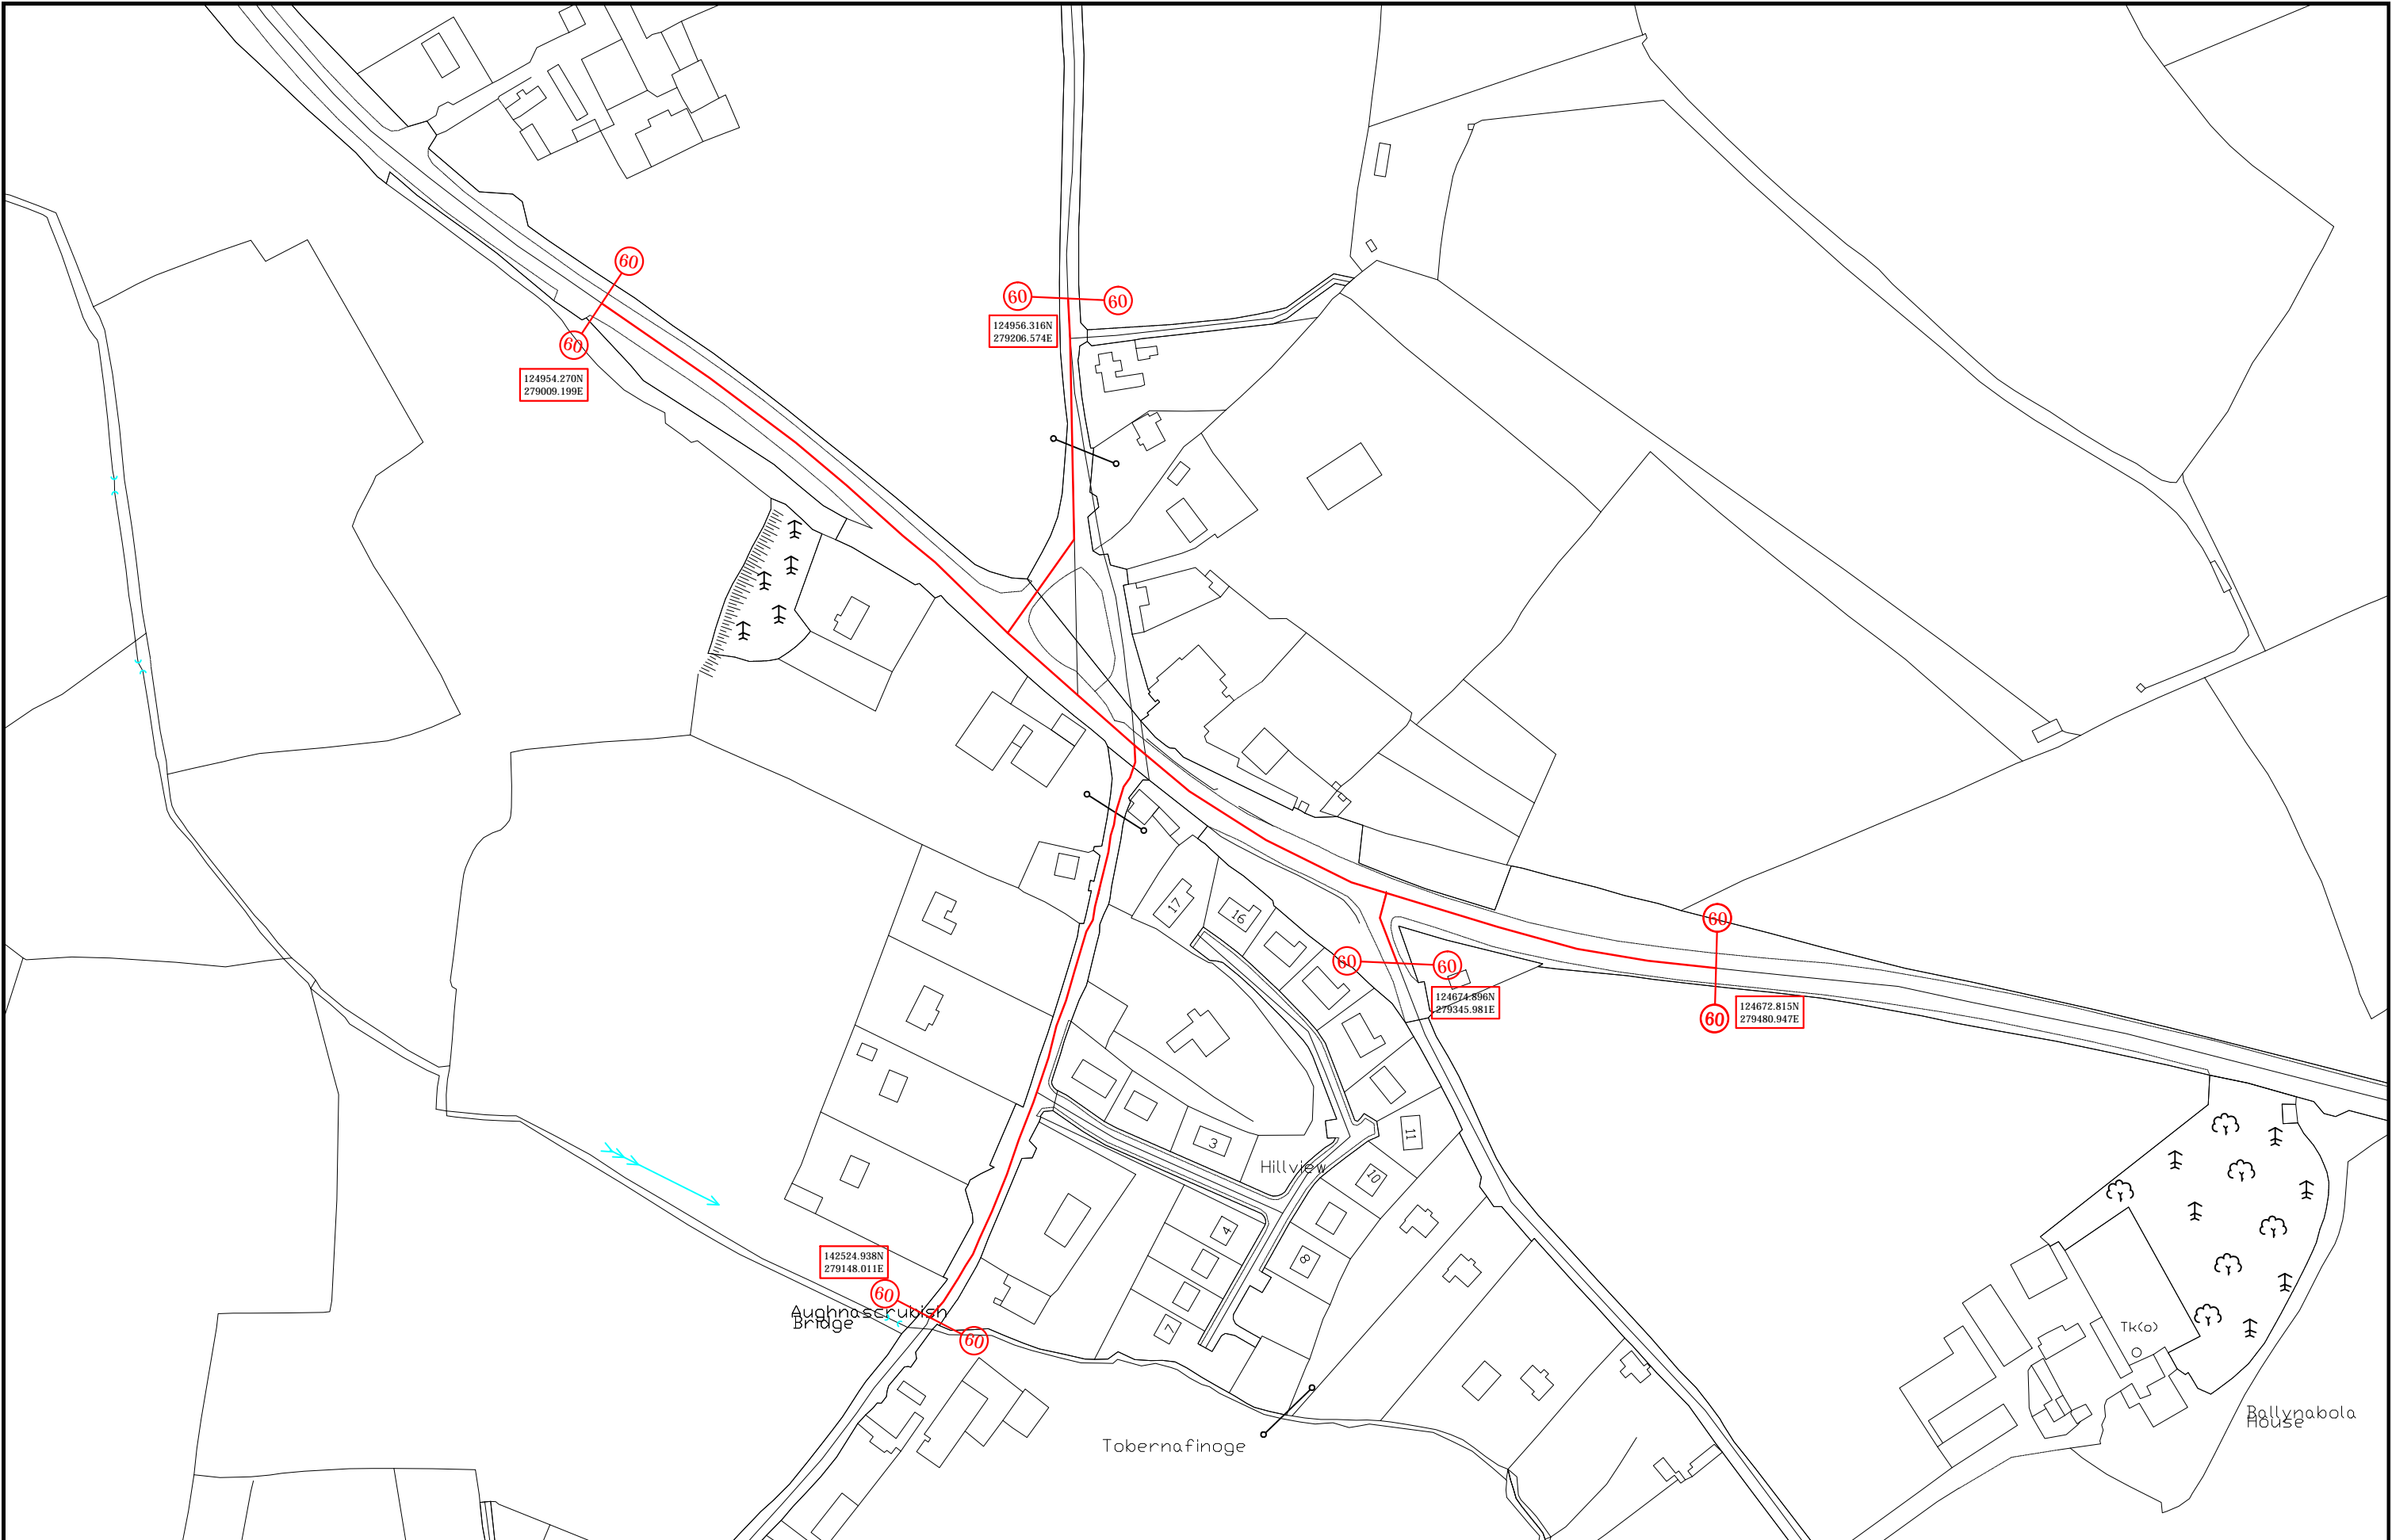 60
60
60
60
124956.316N
279206.574E
124954.270N
279009.199E
17
16
60
60
60
60
124674.896N
279345.981E
124672.815N
279480.947E
11
3
Hillview
10
4
8
7
142524.938N
279148.011E
60
60
Aughnascrubish
Bridge
Tk(o)
Tobernafinoge
Ballynabola
House